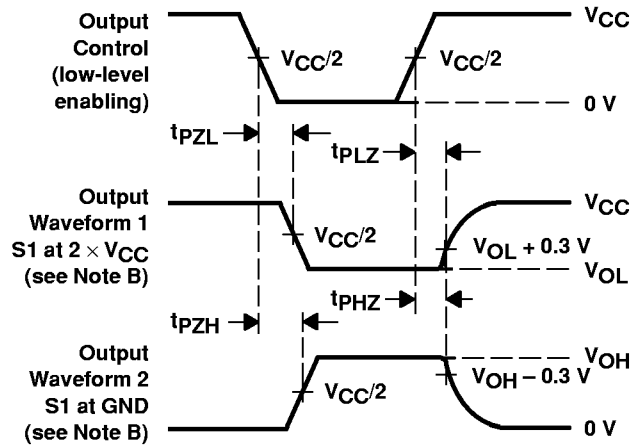 Output
Control
(low-level
enabling)
VCC/2
VCC/2
VCC
0 V
tPZL
tPLZ
Output
Waveform 1
S1 at 2 × VCC
(see Note B)
VCC/2
VCC
VOL + 0.3 V
VOL
tPZH
tPHZ
Output
Waveform 2
S1 at GND
(see Note B)
VCC/2
VOH
VOH − 0.3 V
0 V